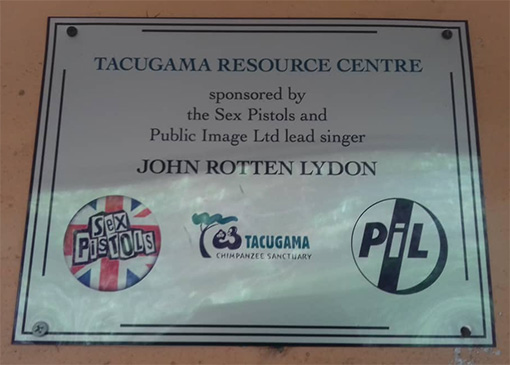 TACUGAMA RESOURCE CENTRE
sponsored by
the Sex Pistols and
Public Image Ltd lead singer
JOHN ROTTEN LYDON
SEX
PISTOLS
TACUGAMA
CHIMPANZEE SANCTUARY
PiL